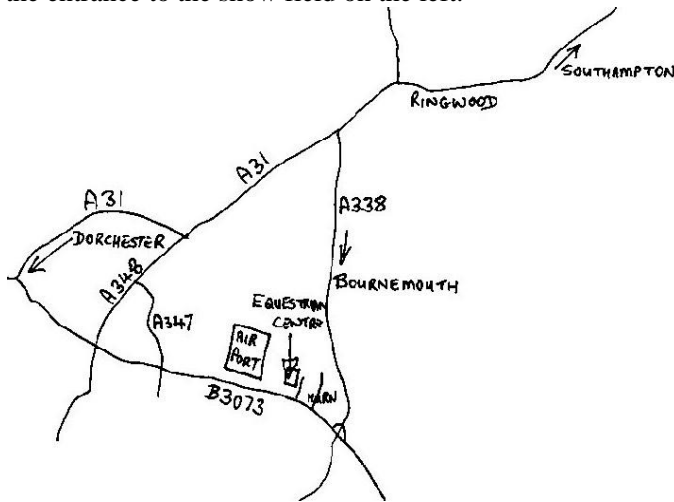 the entrance to the show field on the left.
SOUTHAMPTON
RINGWOOD
A31
A31
A338
DORCHESTER
A348
BOURNEMOUTH
EQUESTRIAN
CENTRE
A347
AIR
PORT
HURN
B3073